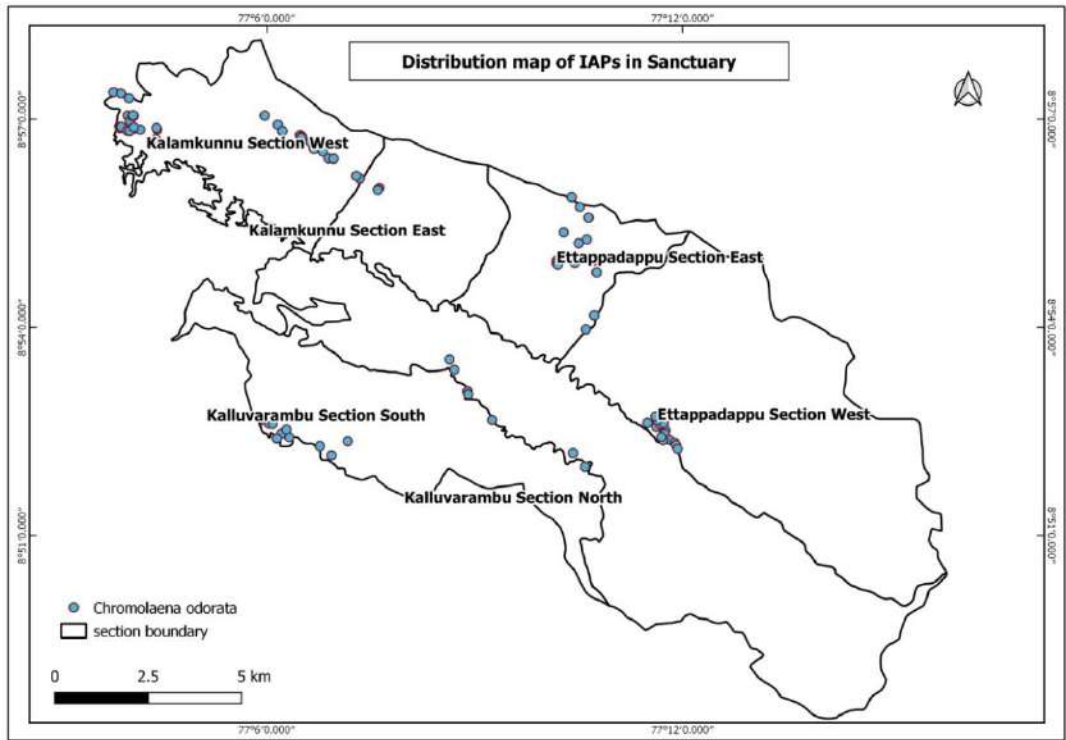 77°6'0.000"
77°12'0.000"
Distribution map of IAPs in Sanctuary
8°57'0.000"
8°57'0.000"
Kalamkunnu Section West
Kalamkunnu Section East
Ettappadappu Section East
8°54'0.000"
8°54'0.000"
Kalluvarambu Section South
Ettappadappu Section West
Kalluvarambu Section North
8°51'0.000"
8°51'0.000"
Chromolaena odorata
section boundary
0 2.5 5 km
77°6'0.000"
77°12'0.000"